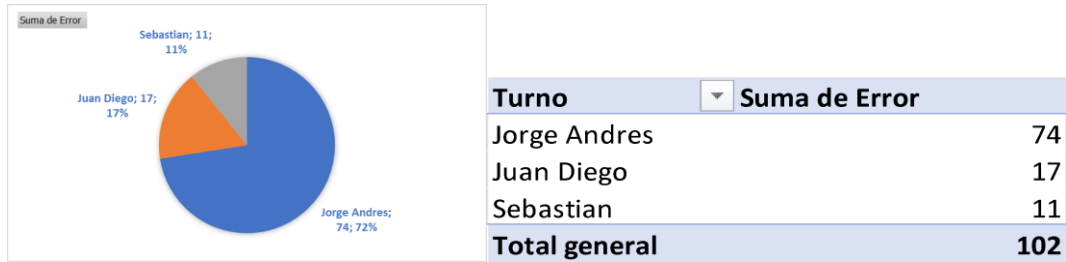 Suma de Error
Sebastian; 11;
11%
Juan Diego; 17;
17%
Jorge Andres;
74; 72%
Turno Suma de Error
Jorge Andres 74
Juan Diego 17
Sebastian 11
Total general 102